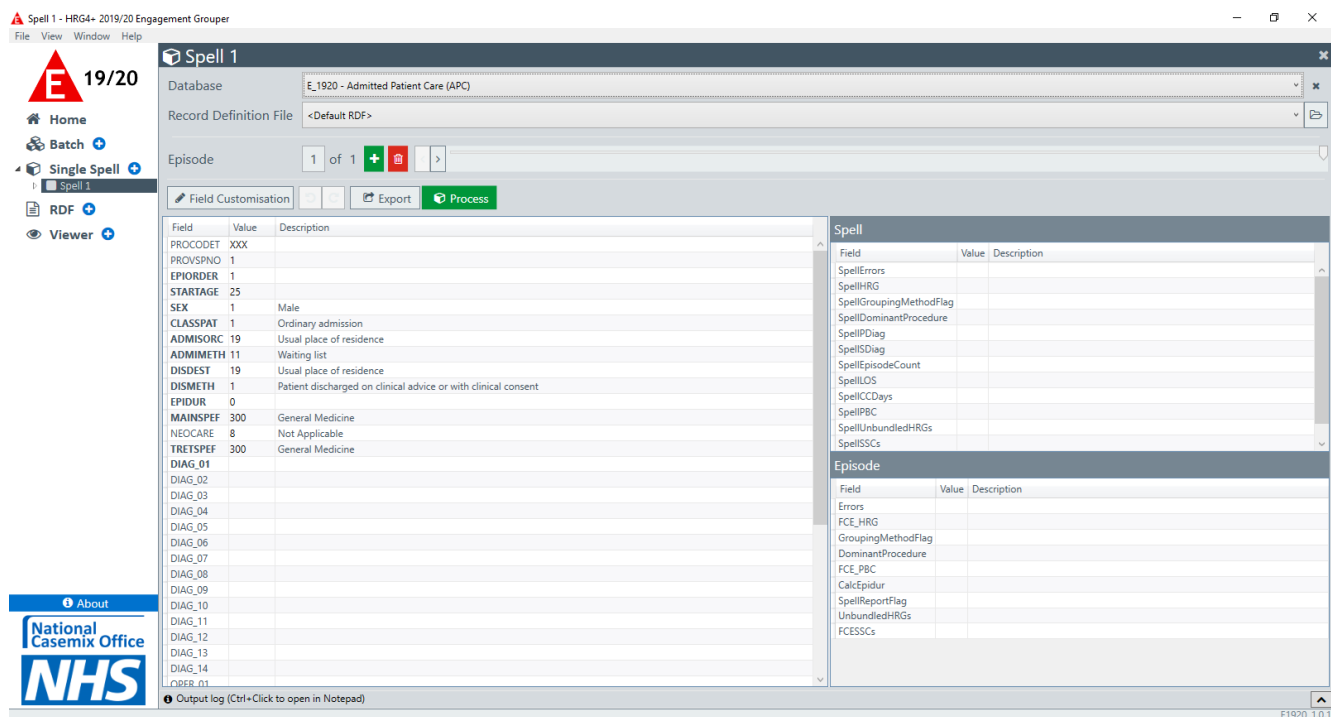 Spell 1 - HRG4+ 2019/20 Engagement Grouper
File View Window Help
E 19/20
Home
Batch
Single Spell
Spell 1
RDF
Viewer
About
National
Casemix Office
NHS
Spell 1
Database E_1920 - Admitted Patient Care (APC)
Record Definition File <Default RDF>
Episode 1 of 1
Field Customisation Export Process
Field Value Description
PROCODET XXX
PROVSPNO 1
EPIORDER 1
STARTAGE 25
SEX 1 Male
CLASSPAT 1 Ordinary admission
ADMISORC 19 Usual place of residence
ADMIMETH 11 Waiting list
DISDEST 19 Usual place of residence
DISMETH 1 Patient discharged on clinical advice or with clinical consent
EPIDUR 0
MAINSPEF 300 General Medicine
NEOCARE 8 Not Applicable
TRETSPEF 300 General Medicine
DIAG_01
DIAG_02
DIAG_03
DIAG_04
DIAG_05
DIAG_06
DIAG_07
DIAG_08
DIAG_09
DIAG_10
DIAG_11
DIAG_12
DIAG_13
DIAG_14
OPER_01
Spell
Field Value Description
SpellErrors
SpellHRG
SpellGroupingMethodFlag
SpellDominantProcedure
SpellPDiag
SpellSDiag
SpellEpisodeCount
SpellLOS
SpellCCDays
SpellPBC
SpellUnbundledHRGs
SpellSSCs
Episode
Field Value Description
Errors
FCE_HRG
GroupingMethodFlag
DominantProcedure
FCE_PBC
CalcEpidur
SpellReportFlag
UnbundledHRGs
FCESSCs
Output log (Ctrl+Click to open in Notepad)
E1920_1.0.1